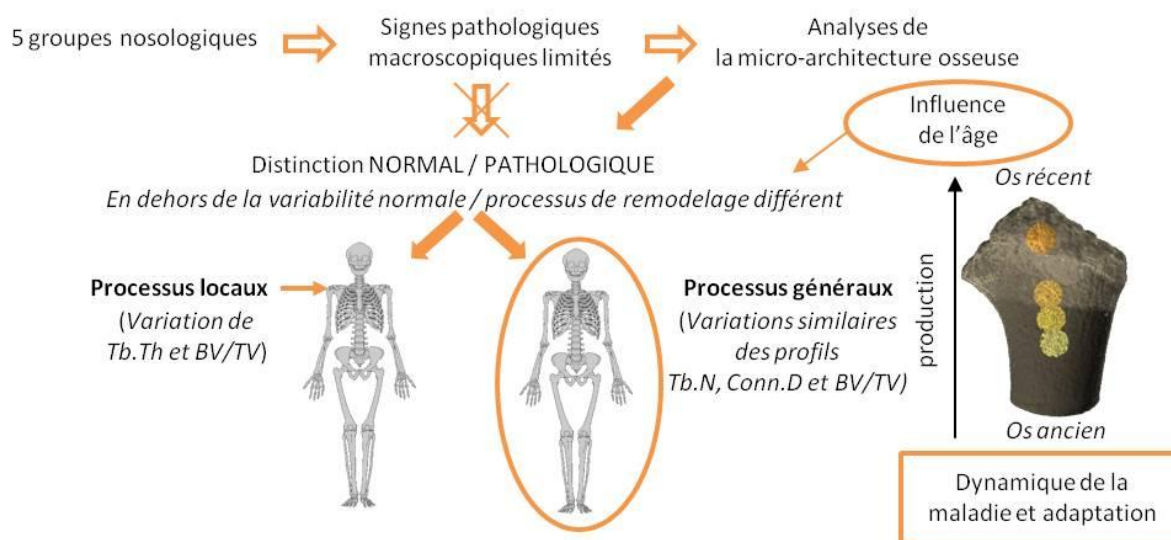 5 groupes nosologiques
Signes pathologiques
macroscopiques limités
Analyses de
la micro-architecture osseuse
Influence
de l'âge
Distinction NORMAL / PATHOLOGIQUE
En dehors de la variabilité normale / processus de remodelage différent
Os récent
Processus locaux
(Variation de
Tb.Th et BV/TV)
Processus généraux
(Variations similaires
des profils
Tb.N, Conn.D et BV/TV)
production
Os ancien
Dynamique de la
maladie et adaptation